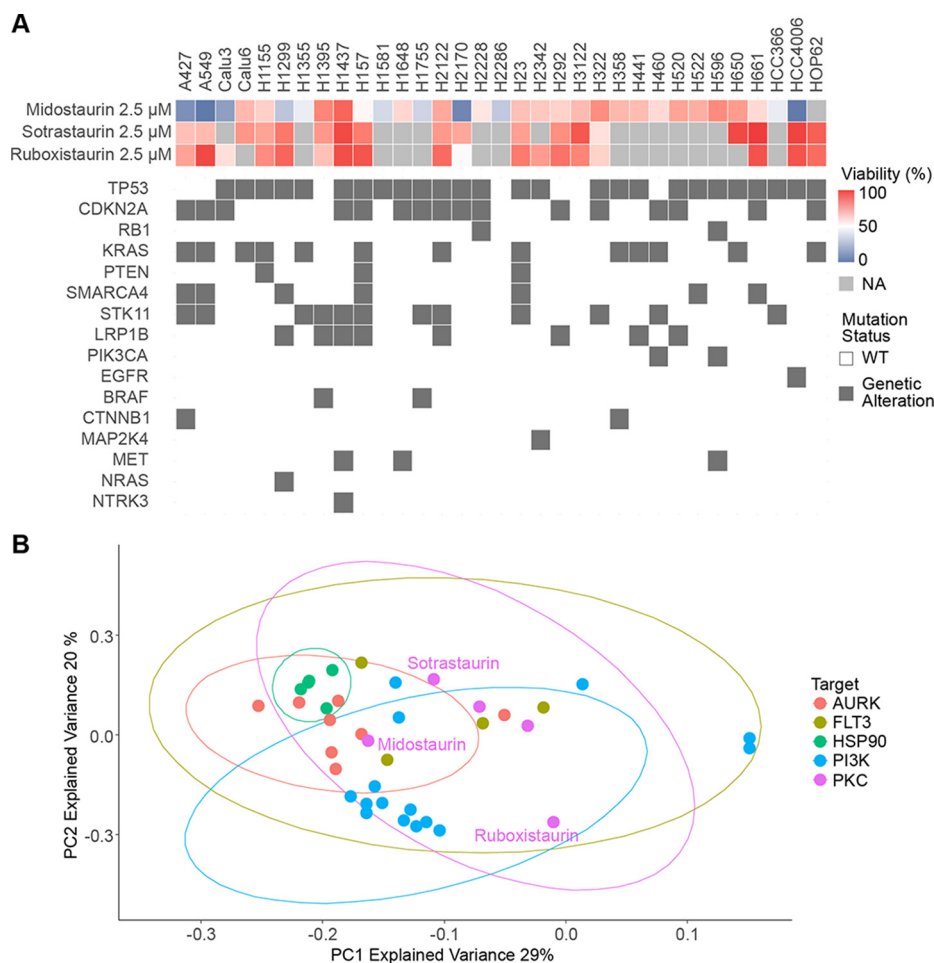 A
A427 A549 Calu3 Calu6 H1155 H1299 H1355 H1395 H1437 H157 H1581 H1648 H1755 H2122 H2170 H2228 H2286 H23 H2342 H292 H3122 H322 H358 H441 H460 H520 H522 H596 H650 H661 HCC366 HCC4006 HOP62
Midostaurin 2.5 µM
Sotrastaurin 2.5 µM
Ruboxistaurin 2.5 µM
TP53
CDKN2A
RB1
KRAS
PTEN
SMARCA4
STK11
LRP1B
PIK3CA
EGFR
BRAF
CTNNB1
MAP2K4
MET
NRAS
NTRK3
Viability (%)
100
50
0
NA
Mutation
Status
WT
Genetic
Alteration
B
PC2 Explained Variance 20 %
0.3
0.0
-0.3
Sotrastaurin
Midostaurin
Ruboxistaurin
-0.3 -0.2 -0.1 0.0 0.1
PC1 Explained Variance 29%
Target
AURK
FLT3
HSP90
PI3K
PKC